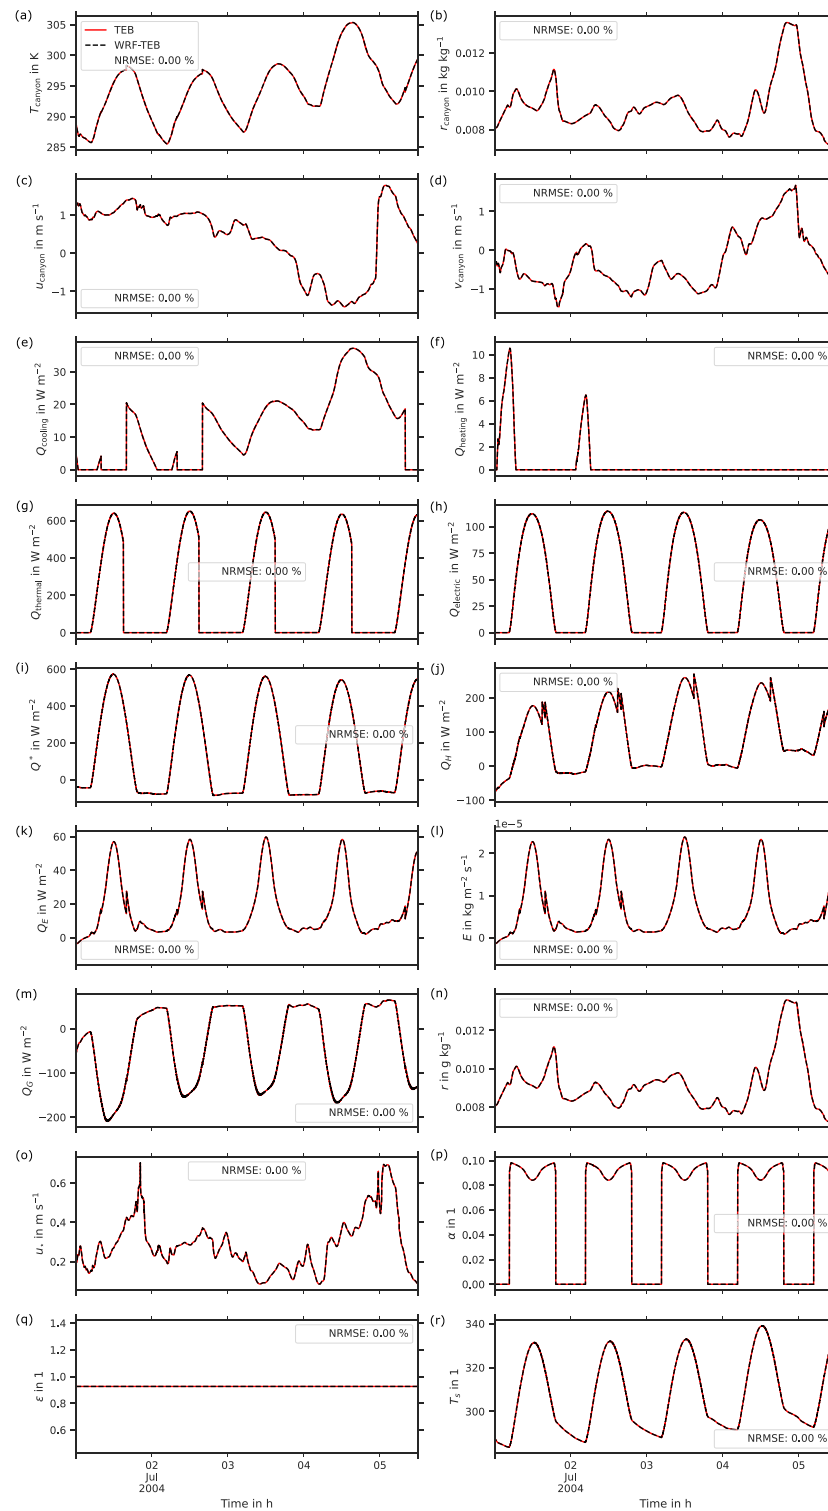 (a)
305
300
295
290
285
T_canyon in K
TEB
WRF-TEB
NRMSE: 0.00 %
(b)
0.012
0.010
0.008
r_canyon in kg kg⁻¹
NRMSE: 0.00 %
(c)
1
0
−1
u_canyon in m s⁻¹
NRMSE: 0.00 %
(d)
1
0
−1
v_canyon in m s⁻¹
NRMSE: 0.00 %
(e)
30
20
10
0
Q_cooling in W m⁻²
NRMSE: 0.00 %
(f)
10
8
6
4
2
0
Q_heating in W m⁻²
NRMSE: 0.00 %
(g)
600
400
200
0
Q_thermal in W m⁻²
NRMSE: 0.00 %
(h)
100
75
50
25
0
Q_electric in W m⁻²
NRMSE: 0.00 %
(i)
600
400
200
0
Q* in W m⁻²
NRMSE: 0.00 %
(j)
200
100
0
−100
Q_H in W m⁻²
NRMSE: 0.00 %
(k)
60
40
20
0
Q_E in W m⁻²
NRMSE: 0.00 %
(l)
1e−5
2
1
0
E in kg m⁻² s⁻¹
NRMSE: 0.00 %
(m)
0
−100
−200
Q_G in W m⁻²
NRMSE: 0.00 %
(n)
0.012
0.010
0.008
r in g kg⁻¹
NRMSE: 0.00 %
(o)
0.6
0.4
0.2
u⋆ in m s⁻¹
NRMSE: 0.00 %
(p)
0.10
0.08
0.06
0.04
0.02
0.00
α in 1
NRMSE: 0.00 %
(q)
1.4
1.2
1.0
0.8
0.6
ε in 1
NRMSE: 0.00 %
02 03 04 05
Jul
2004
Time in h
(r)
340
320
300
T_s in 1
NRMSE: 0.00 %
02 03 04 05
Jul
2004
Time in h